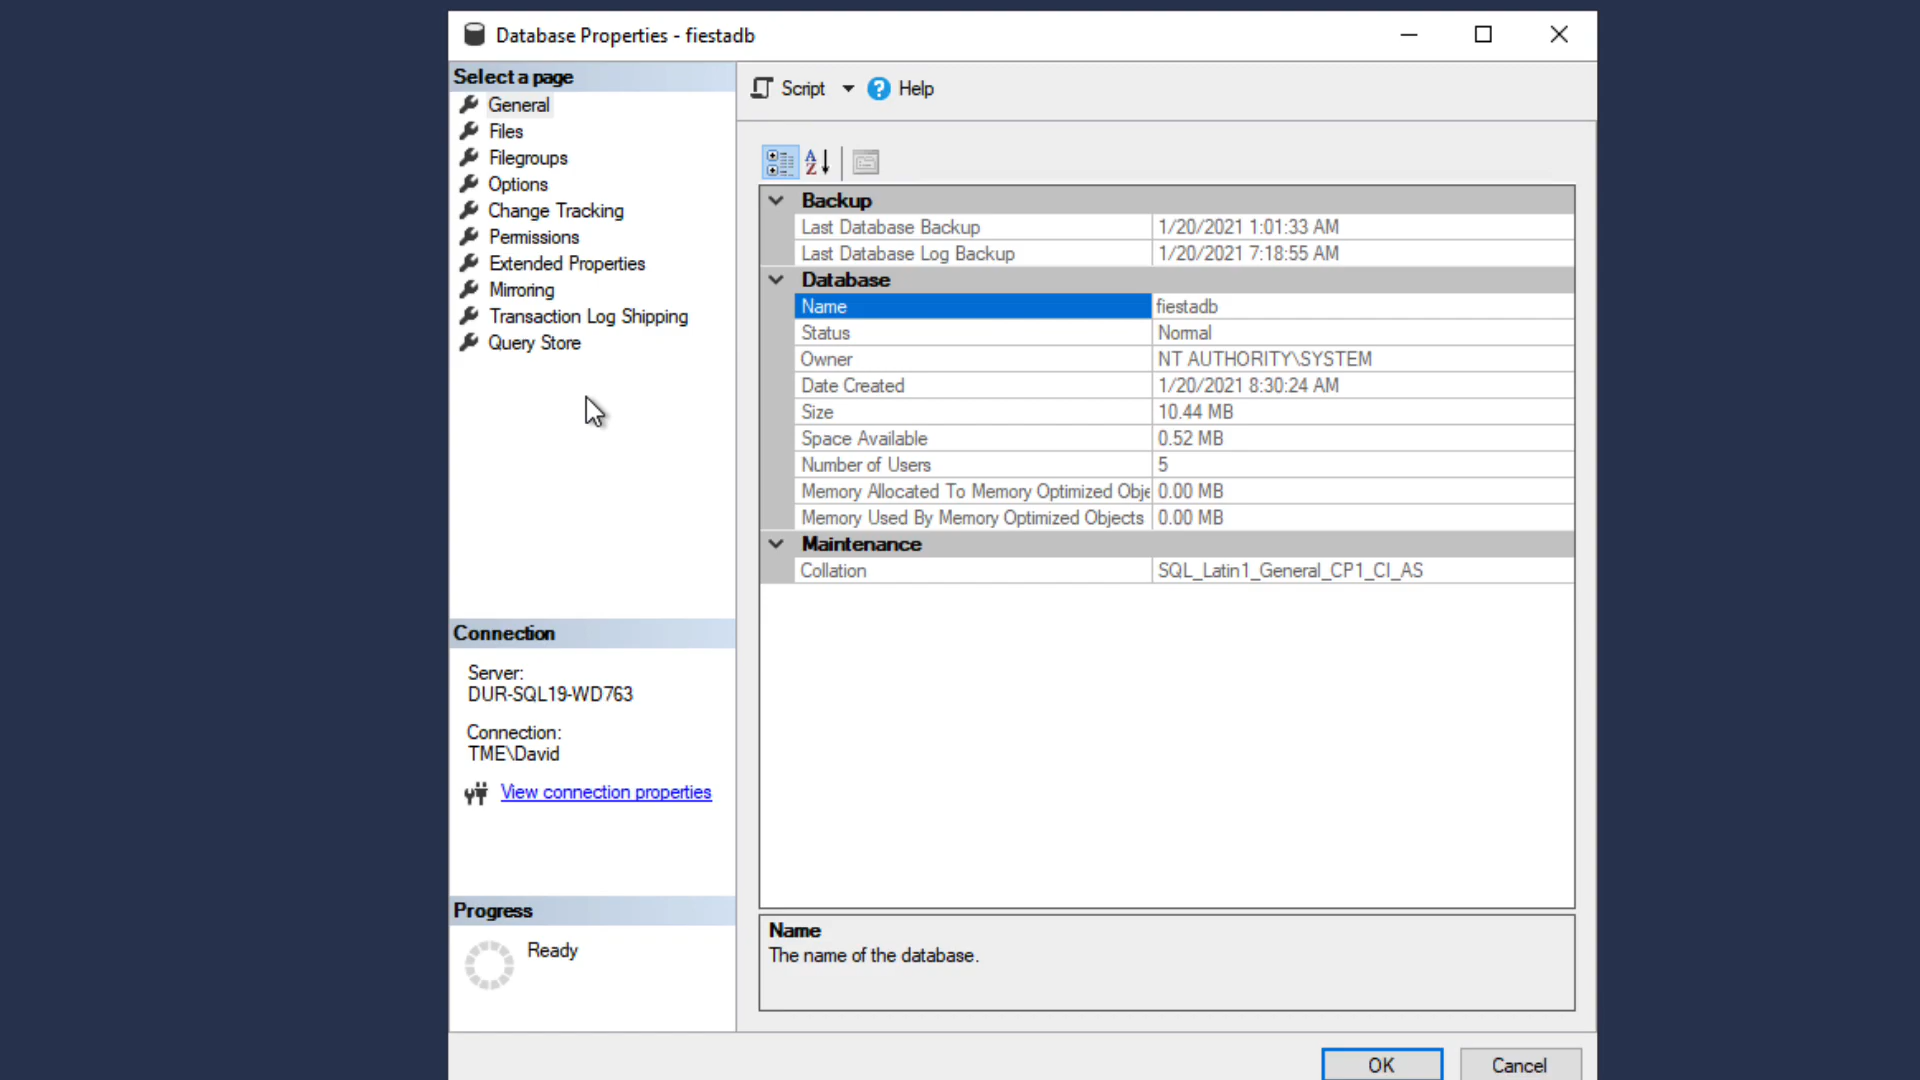 Database Properties - fiestadb
Select a page
General
Files
Filegroups
Options
Change Tracking
Permissions
Extended Properties
Mirroring
Transaction Log Shipping
Query Store
Connection
Server:
DUR-SQL19-WD763
Connection:
TME\David
View connection properties
Progress
Ready
Script
Help
Backup
Last Database Backup 1/20/2021 1:01:33 AM
Last Database Log Backup 1/20/2021 7:18:55 AM
Database
Name fiestadb
Status Normal
Owner NT AUTHORITY\SYSTEM
Date Created 1/20/2021 8:30:24 AM
Size 10.44 MB
Space Available 0.52 MB
Number of Users 5
Memory Allocated To Memory Optimized Obje 0.00 MB
Memory Used By Memory Optimized Objects 0.00 MB
Maintenance
Collation SQL_Latin1_General_CP1_CI_AS
Name
The name of the database.
OK
Cancel